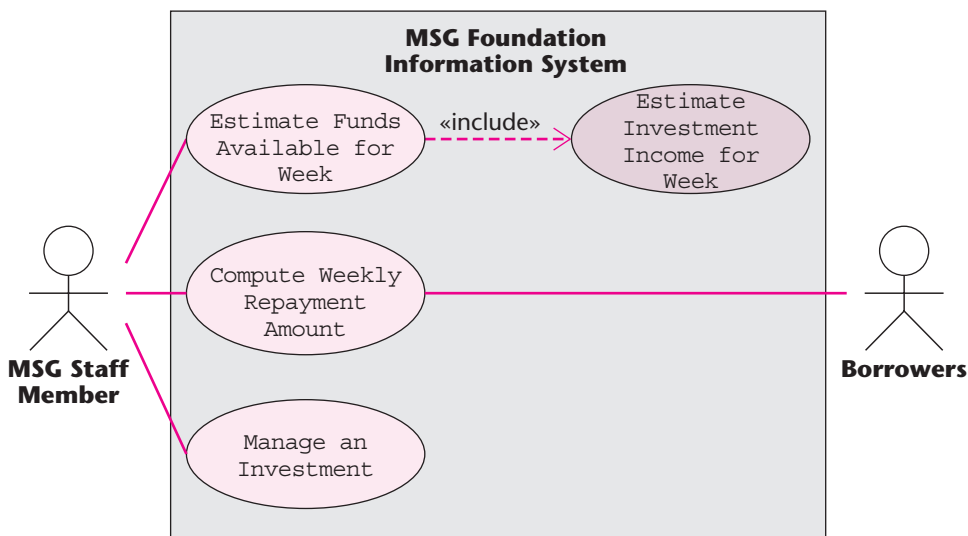 MSG Foundation
Information System
Estimate Funds
Available for
Week
«include»
Estimate
Investment
Income for
Week
Compute Weekly
Repayment
Amount
MSG Staff
Member
Borrowers
Manage an
Investment